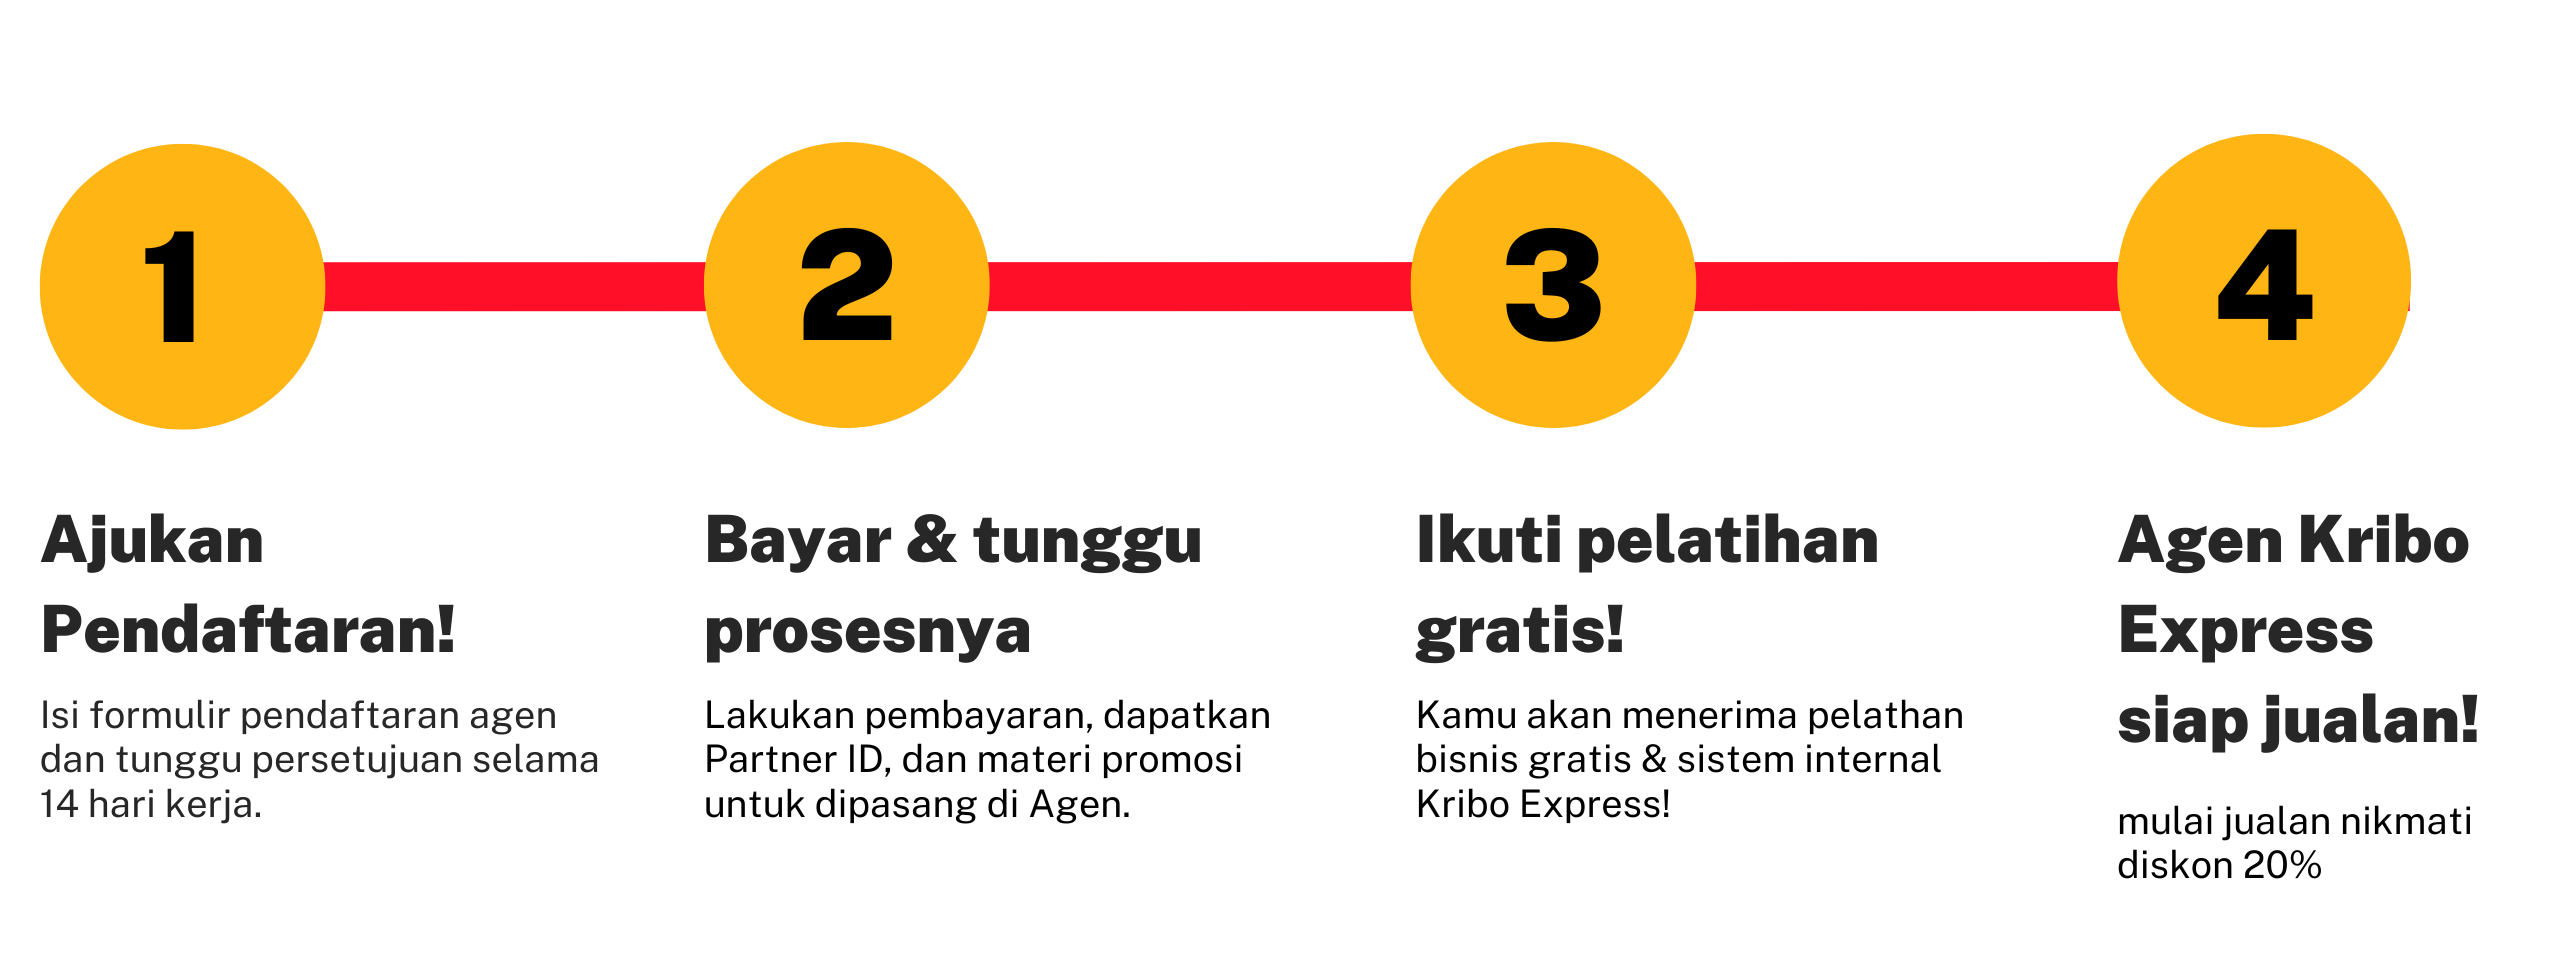 1
2
3
4
Ajukan
Pendaftaran!
Isi formulir pendaftaran agen
dan tunggu persetujuan selama
14 hari kerja.
Bayar & tunggu
prosesnya
Lakukan pembayaran, dapatkan
Partner ID, dan materi promosi
untuk dipasang di Agen.
Ikuti pelatihan
gratis!
Kamu akan menerima pelathan
bisnis gratis & sistem internal
Kribo Express!
Agen Kribo
Express
siap jualan!
mulai jualan nikmati
diskon 20%